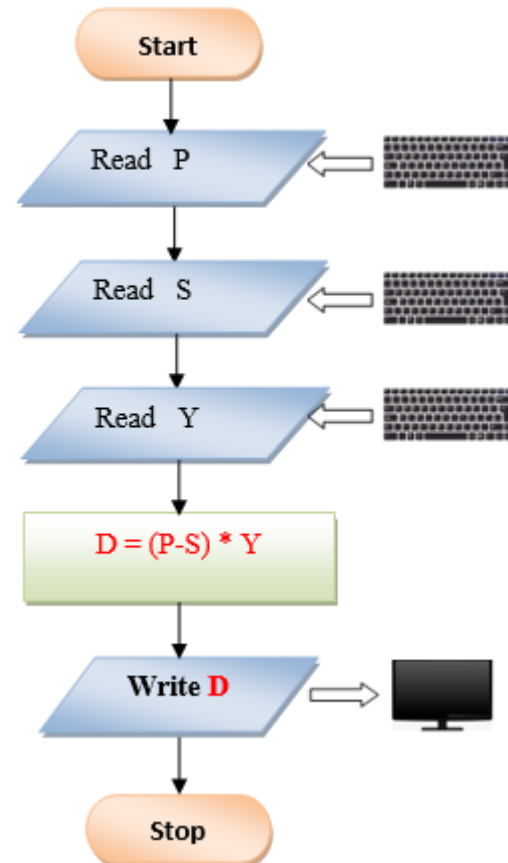 Start
Read P
Read S
Read Y
D = (P-S) * Y
Write D
Stop